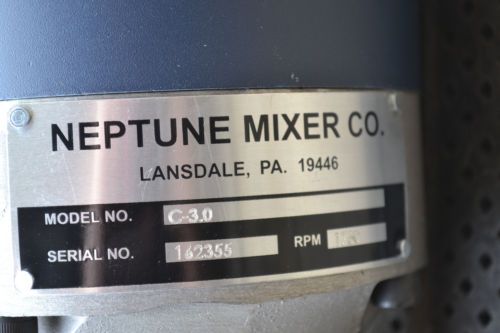 NEPTUNE MIXER CO.
LANSDALE, PA. 19446
MODEL NO. C-3.0
SERIAL NO. 162355 RPM